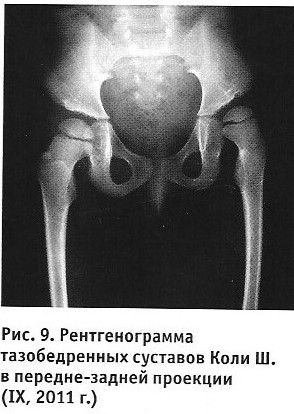 Рис. 9. Рентгенограмма
тазобедренных суставов Коли Ш.
в передне-задней проекции
(IX, 2011 г.)